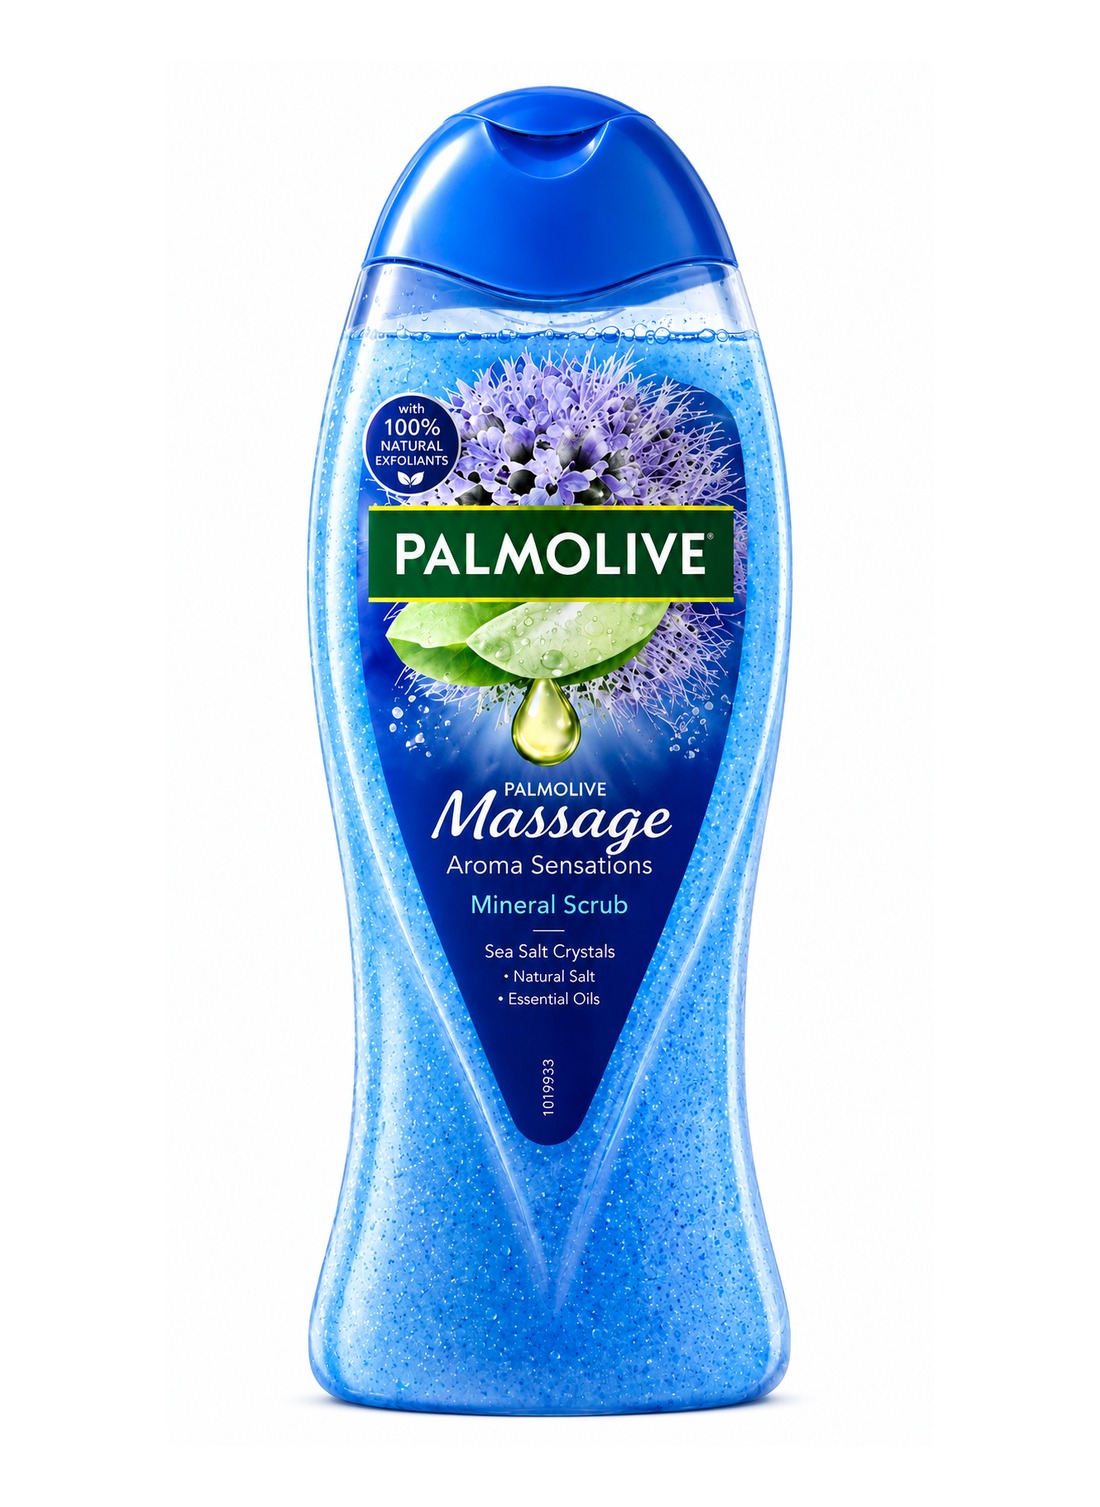 with
100%
NATURAL
EXFOLIANTS
PALMOLIVE®
PALMOLIVE
Massage
Aroma Sensations
Mineral Scrub
Sea Salt Crystals
• Natural Salt
• Essential Oils
1019933